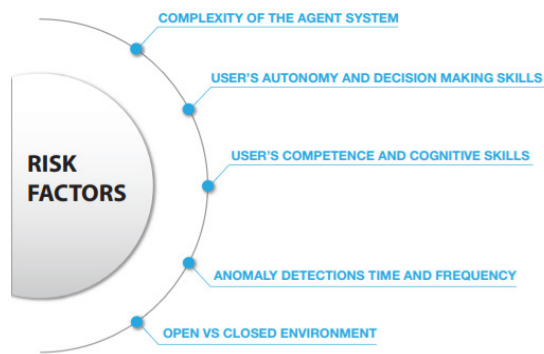 COMPLEXITY OF THE AGENT SYSTEM
USER'S AUTONOMY AND DECISION MAKING SKILLS
USER'S COMPETENCE AND COGNITIVE SKILLS
RISK
FACTORS
ANOMALY DETECTIONS TIME AND FREQUENCY
OPEN VS CLOSED ENVIRONMENT